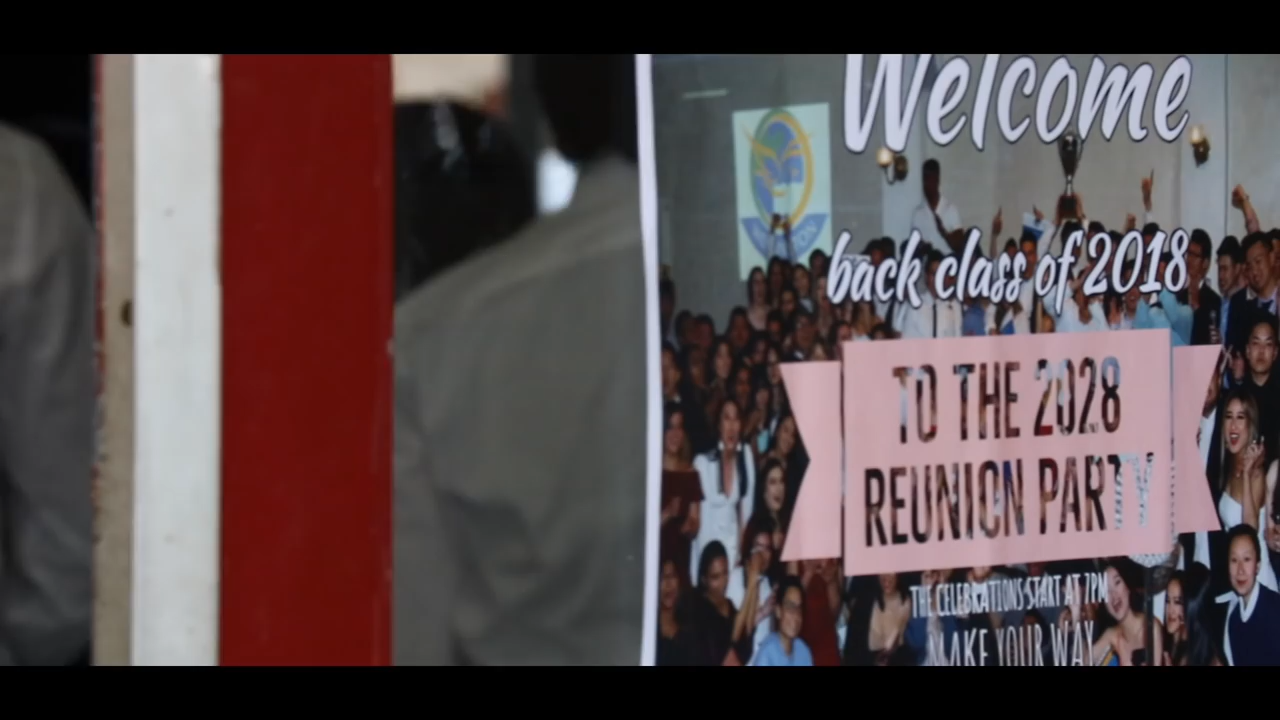 Welcome
back class of 2018
TO THE 2028
REUNION PARTY
THE CELEBRATIONS START AT 7PM
MAKE YOUR WAY